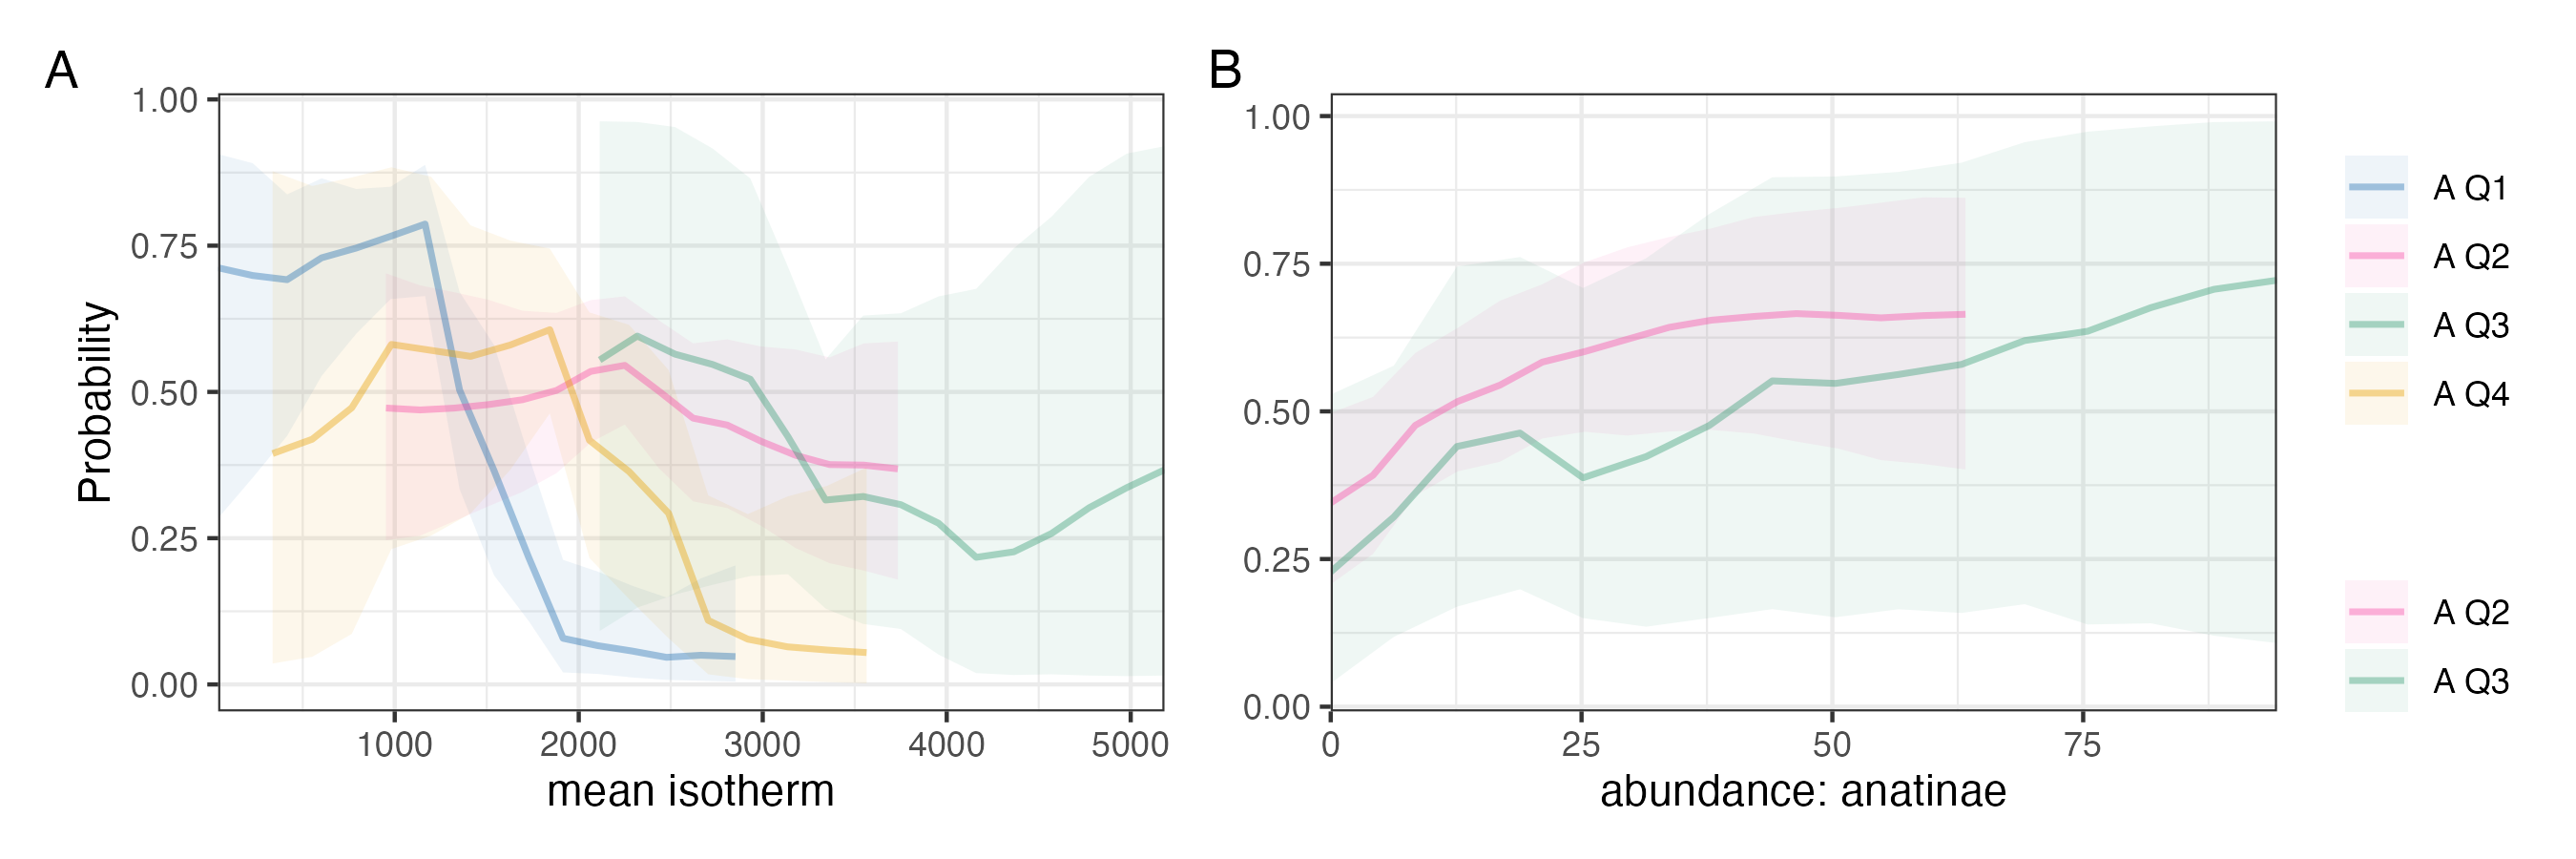 A
B
1.00
0.75
0.50
0.25
0.00
Probability
1000 2000 3000 4000 5000
mean isotherm
1.00
0.75
0.50
0.25
0.00
0 25 50 75
abundance: anatinae
A Q1
A Q2
A Q3
A Q4
A Q2
A Q3